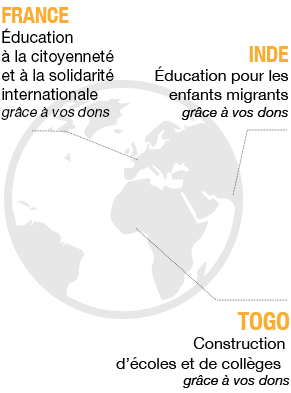 FRANCE
Éducation
à la citoyenneté
et à la solidarité
internationale
grâce à vos dons
INDE
Éducation pour les
enfants migrants
grâce à vos dons
TOGO
Construction
d'écoles et de collèges
grâce à vos dons